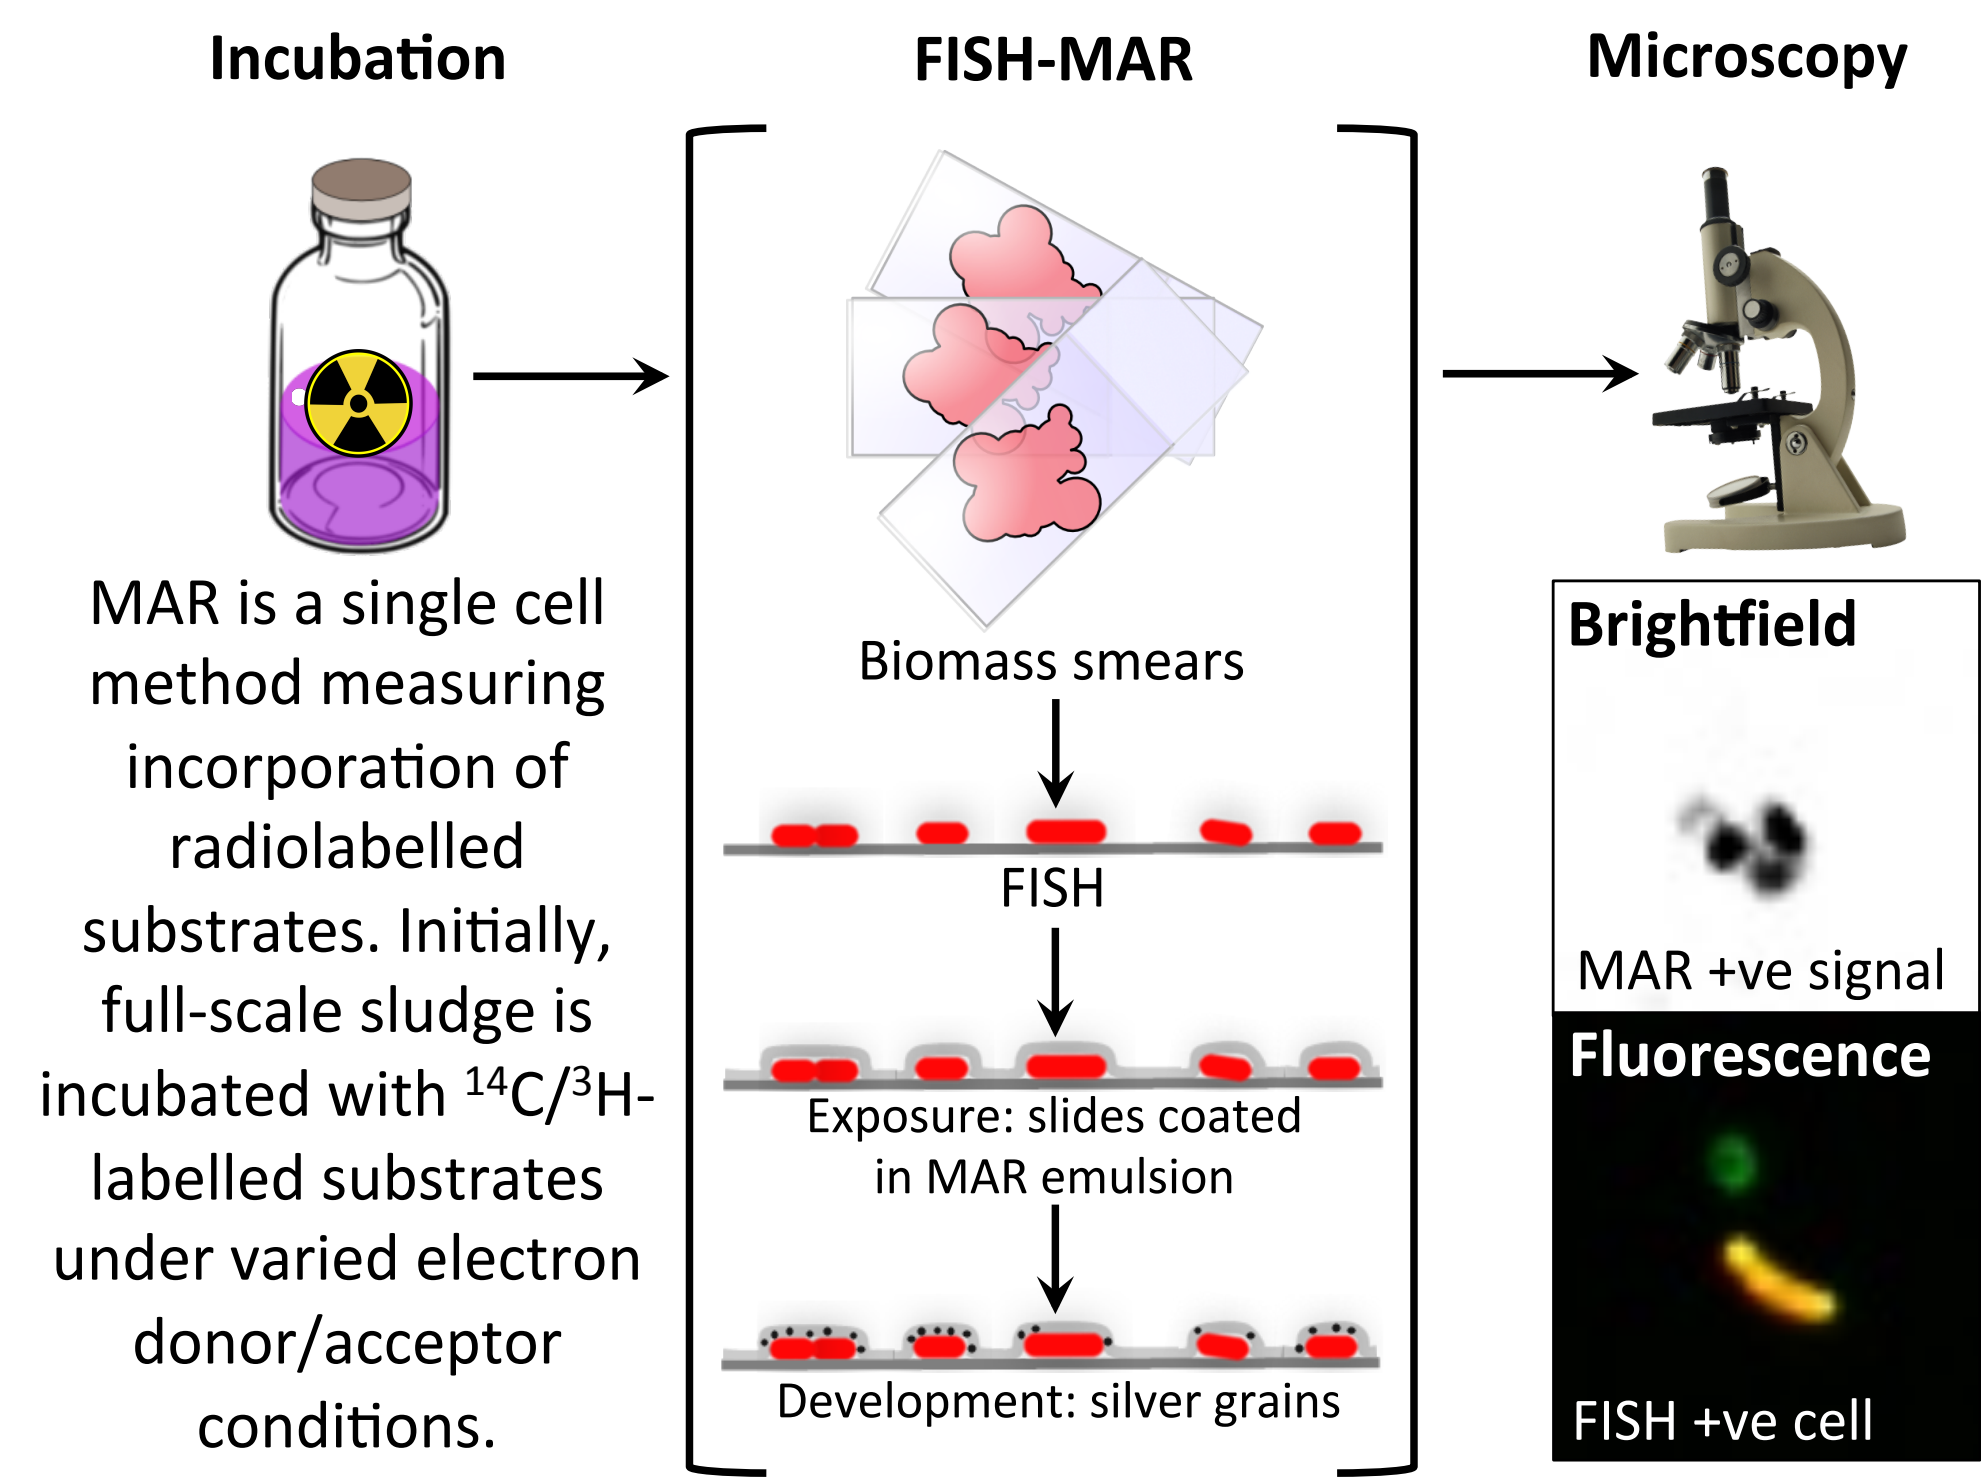 Incubation
MAR is a single cell
method measuring
incorporation of
radiolabelled
substrates. Initially,
full-scale sludge is
incubated with ¹⁴C/³H-
labelled substrates
under varied electron
donor/acceptor
conditions.
FISH-MAR
Biomass smears
FISH
Exposure: slides coated
in MAR emulsion
Development: silver grains
Microscopy
Brightfield
MAR +ve signal
Fluorescence
FISH +ve cell